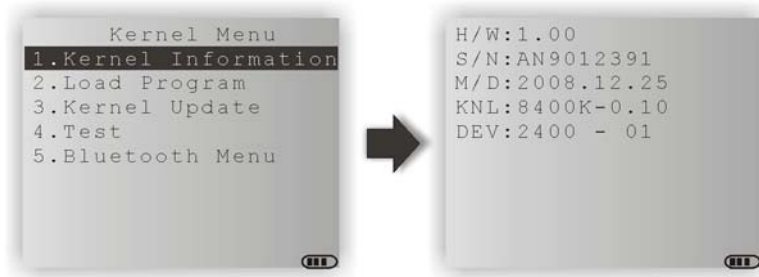 Kernel Menu
1.Kernel Information
2.Load Program
3.Kernel Update
4.Test
5.Bluetooth Menu
H/W:1.00
S/N:AN9012391
M/D:2008.12.25
KNL:8400K-0.10
DEV:2400 - 01